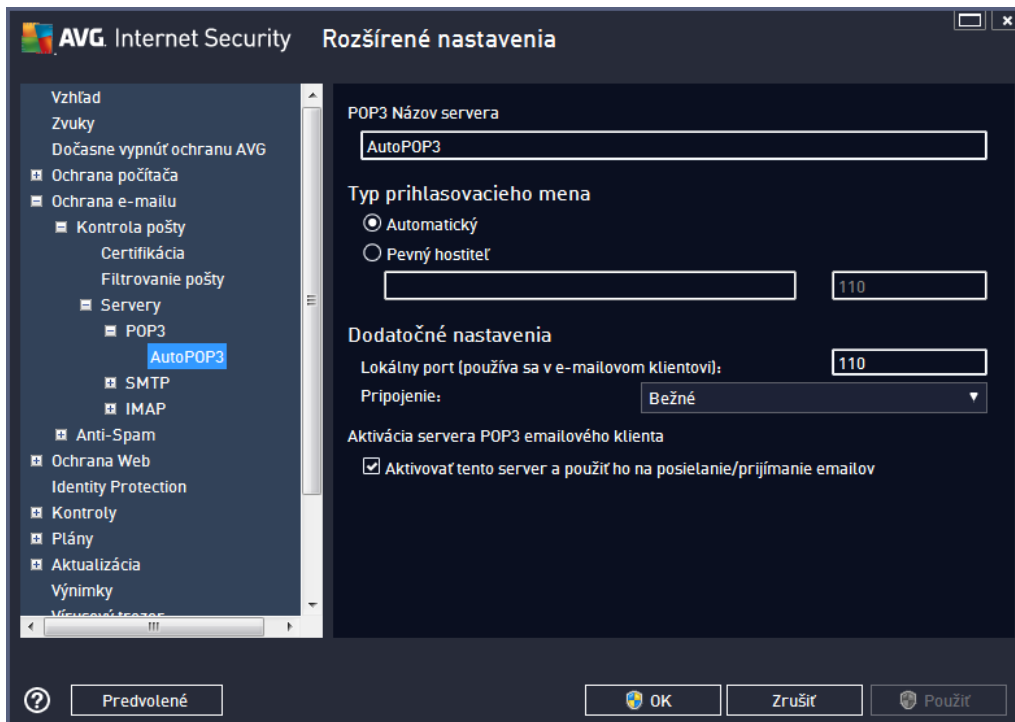 AVG. Internet Security Rozšírené nastavenia
Vzhľad
Zvuky
Dočasne vypnúť ochranu AVG
Ochrana počítača
Ochrana e-mailu
Kontrola pošty
Certifikácia
Filtrovanie pošty
Servery
POP3
AutoPOP3
SMTP
IMAP
Anti-Spam
Ochrana Web
Identity Protection
Kontroly
Plány
Aktualizácia
Výnimky
Vírusový trezor
POP3 Názov servera
AutoPOP3
Typ prihlasovacieho mena
Automatický
Pevný hostiteľ
110
Dodatočné nastavenia
Lokálny port (používa sa v e-mailovom klientovi): 110
Pripojenie: Bežné
Aktivácia servera POP3 emailového klienta
Aktivovať tento server a použiť ho na posielanie/prijímanie emailov
Predvolené
OK
Zrušiť
Použiť